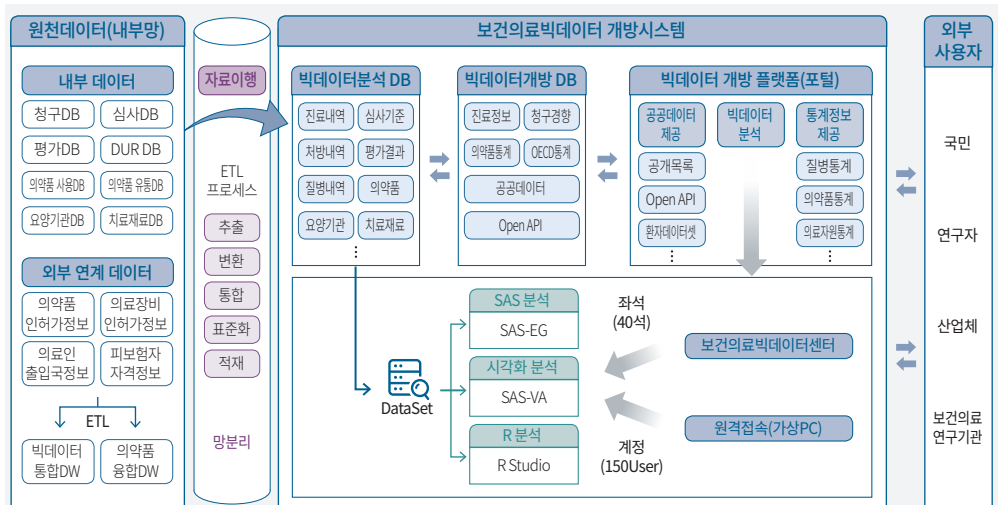 원천데이터(내부망)
내부 데이터
청구DB
심사DB
평가DB
DUR DB
의약품 사용DB
의약품 유통DB
요양기관DB
치료재료DB
외부 연계 데이터
의약품
인허가정보
의료장비
인허가정보
의료인
출입국정보
피보험자
자격정보
ETL
빅데이터
통합DW
의약품
융합DW
자료이행
ETL
프로세스
추출
변환
통합
표준화
적재
망분리
보건의료빅데이터 개방시스템
빅데이터분석 DB
진료내역
심사기준
처방내역
평가결과
질병내역
의약품
요양기관
치료재료
⋮
빅데이터개방 DB
진료정보
청구경향
의약품통계
OECD통계
공공데이터
Open API
빅데이터 개방 플랫폼(포털)
공공데이터
제공
빅데이터
분석
통계정보
제공
공개목록
Open API
환자데이터셋
⋮
질병통계
의약품통계
의료자원통계
⋮
DataSet
SAS 분석
SAS-EG
시각화 분석
SAS-VA
R 분석
R Studio
좌석
(40석)
보건의료빅데이터센터
원격접속(가상PC)
계정
(150User)
외부
사용자
국민
연구자
산업체
보건의료
연구기관